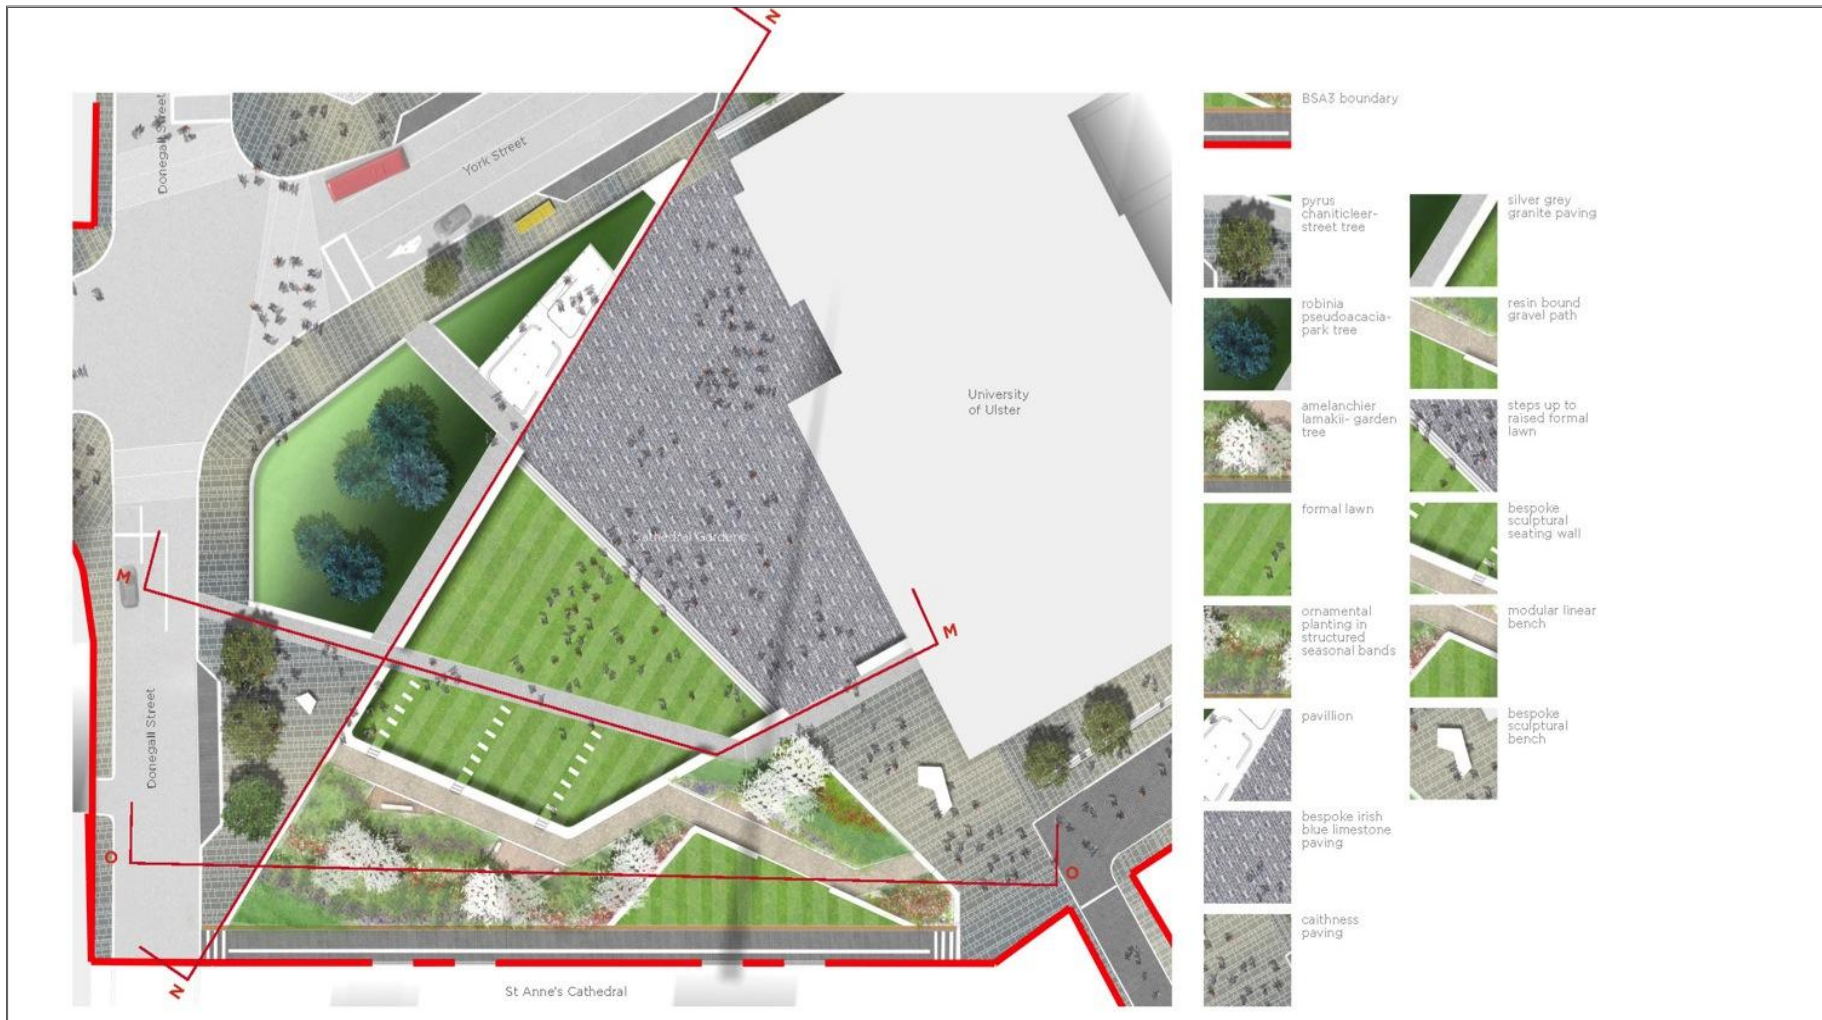 N
Donegall Street
York Street
University
of Ulster
Cathedral Gardens
M
M
Donegall Street
O
O
N
St Anne's Cathedral
BSA3 boundary
pyrus
chaniticleer-
street tree
robinia
pseudoacacia-
park tree
amelanchier
lamakii- garden
tree
formal lawn
ornamental
planting in
structured
seasonal bands
pavillion
bespoke irish
blue limestone
paving
caithness
paving
silver grey
granite paving
resin bound
gravel path
steps up to
raised formal
lawn
bespoke
sculptural
seating wall
modular linear
bench
bespoke
sculptural
bench